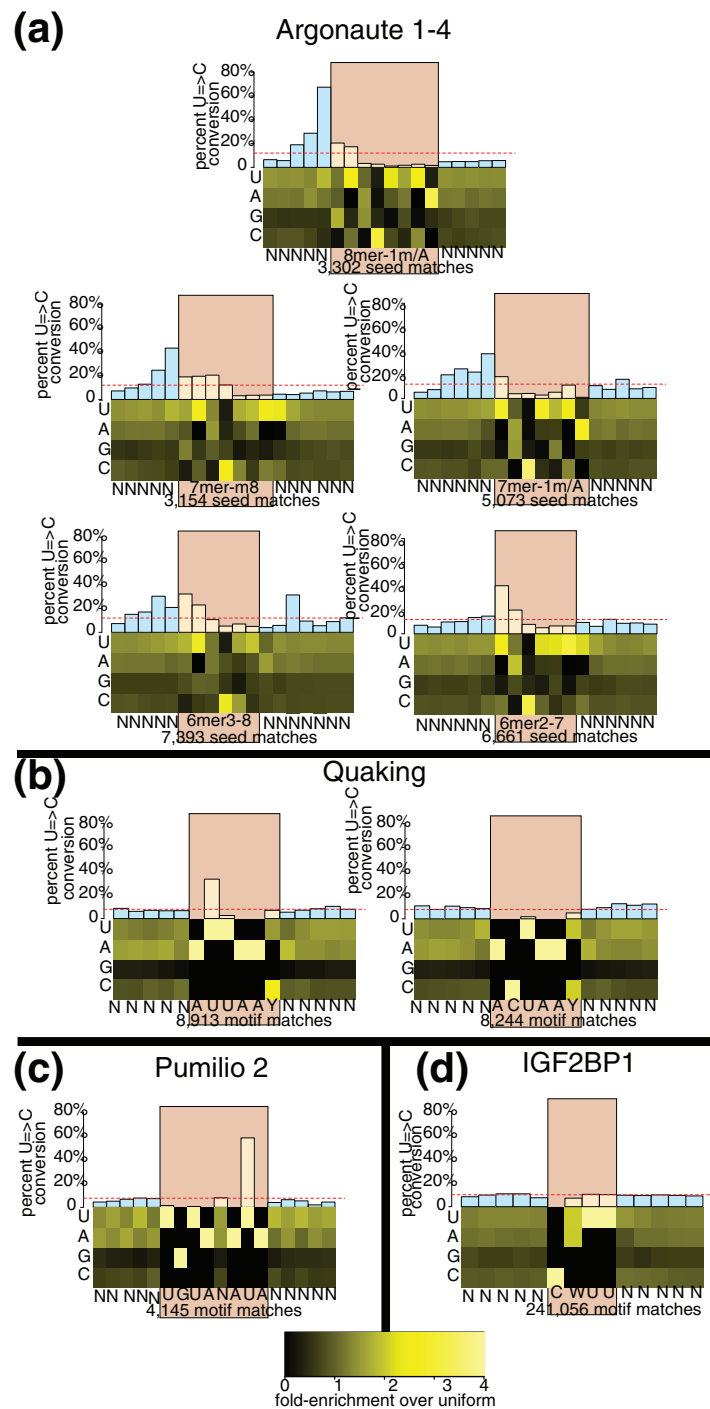 (a)
Argonaute 1-4
percent U=>C
conversion
80%
60%
40%
20%
0
U
A
G
C
NNNNN 8mer-1m/A NNNNN
3,302 seed matches
percent U=>C
conversion
80%
60%
40%
20%
0
U
A
G
C
NNNNN 7mer-m8 NNN NNN
3,154 seed matches
percent U=>C
conversion
80%
60%
40%
20%
0
U
A
G
C
NNNNN 7mer-1m/A NNNNN
5,073 seed matches
percent U=>C
conversion
80%
60%
40%
20%
0
U
A
G
C
NNNNN 6mer3-8 NNNNNNN
7,393 seed matches
percent U=>C
conversion
80%
60%
40%
20%
0
U
A
G
C
NNNNNN 6mer2-7 NNNNNN
6,661 seed matches
(b)
Quaking
percent U=>C
conversion
80%
60%
40%
20%
0
U
A
G
C
N N N N N A U U A A Y N N N N N
8,913 motif matches
percent U=>C
conversion
80%
60%
40%
20%
0
U
A
G
C
N N N N N A C U A A Y N N N N N
8,244 motif matches
(c)
Pumilio 2
percent U=>C
conversion
80%
60%
40%
20%
0
U
A
G
C
NN NNN U G U A N A U A N N N N N
4,145 motif matches
(d)
IGF2BP1
percent U=>C
conversion
80%
60%
40%
20%
0
U
A
G
C
N N N N N C W U U N N N N N
241,056 motif matches
0 1 2 3 4
fold-enrichment over uniform